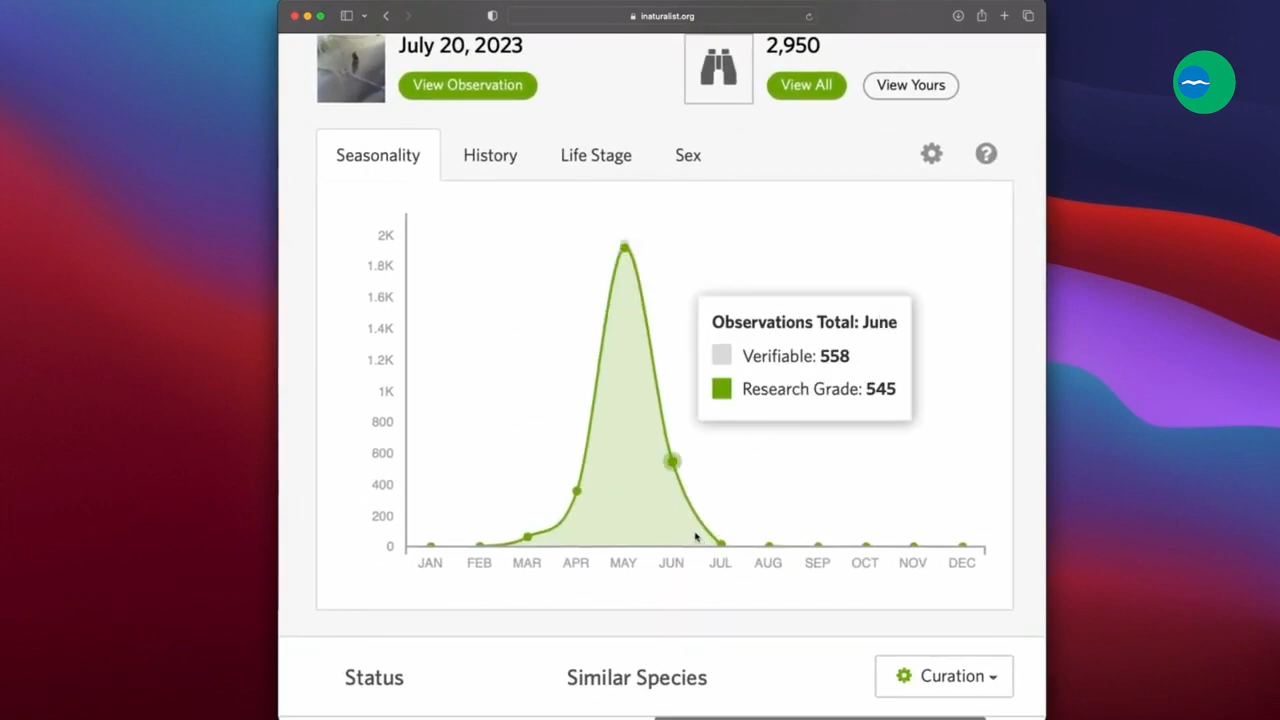 inaturalist.org
July 20, 2023
2,950
View Observation
View All
View Yours
Seasonality
History
Life Stage
Sex
2K
1.8K
1.6K
1.4K
1.2K
1K
800
600
400
200
0
Observations Total: June
Verifiable: 558
Research Grade: 545
JAN FEB MAR APR MAY JUN JUL AUG SEP OCT NOV DEC
Status
Similar Species
Curation